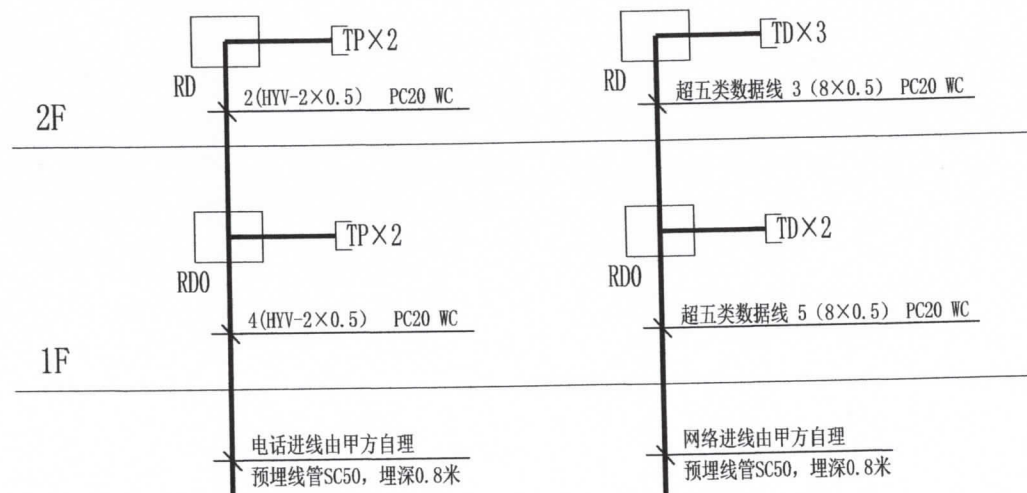 TP×2
RD
2(HYV-2×0.5) PC20 WC
2F
TP×2
RD0
4(HYV-2×0.5) PC20 WC
1F
电话进线由甲方自理
预埋线管SC50, 埋深0.8米
TD×3
RD
超五类数据线 3 (8×0.5) PC20 WC
TD×2
RD0
超五类数据线 5 (8×0.5) PC20 WC
网络进线由甲方自理
预埋线管SC50, 埋深0.8米